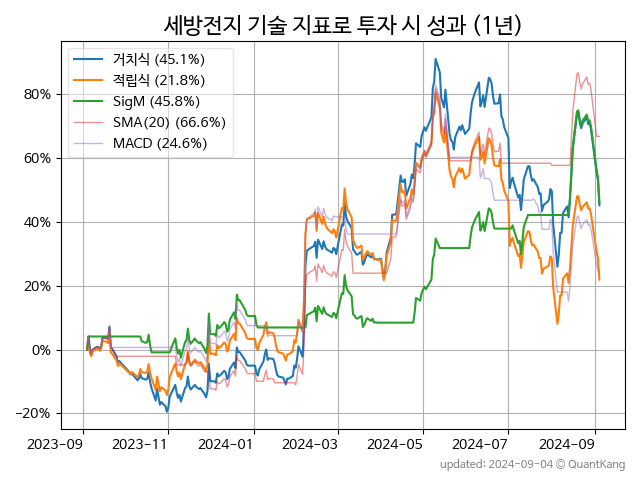 세방전지 기술 지표로 투자 시 성과 (1년)
거치식 (45.1%)
적립식 (21.8%)
SigM (45.8%)
SMA(20) (66.6%)
MACD (24.6%)
80%
60%
40%
20%
0%
−20%
2023-09 2023-11 2024-01 2024-03 2024-05 2024-07 2024-09
updated: 2024-09-04 © QuantKang